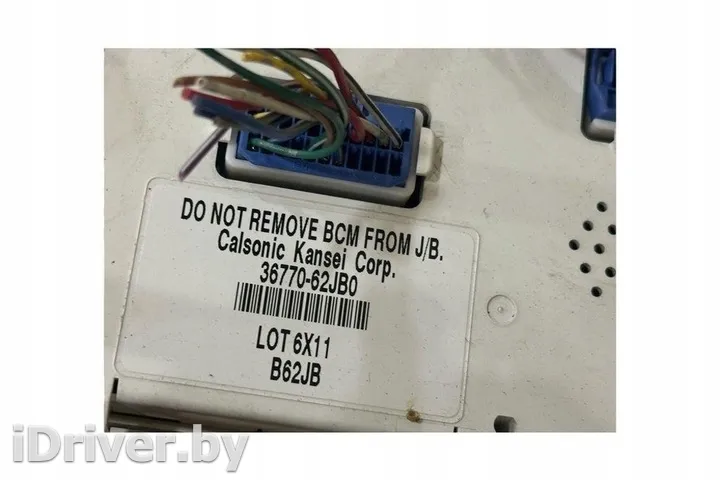 DO NOT REMOVE BCM FROM J/B.
Calsonic Kansei Corp.
36770-62JB0
LOT 6X11
B62JB
iDriver.by